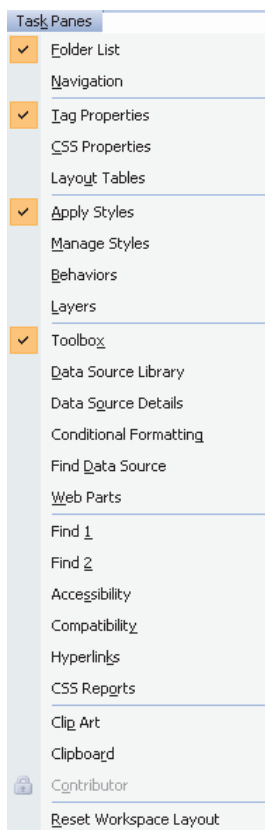 Task Panes
Folder List
Navigation
Tag Properties
CSS Properties
Layout Tables
Apply Styles
Manage Styles
Behaviors
Layers
Toolbox
Data Source Library
Data Source Details
Conditional Formatting
Find Data Source
Web Parts
Find 1
Find 2
Accessibility
Compatibility
Hyperlinks
CSS Reports
Clip Art
Clipboard
Contributor
Reset Workspace Layout